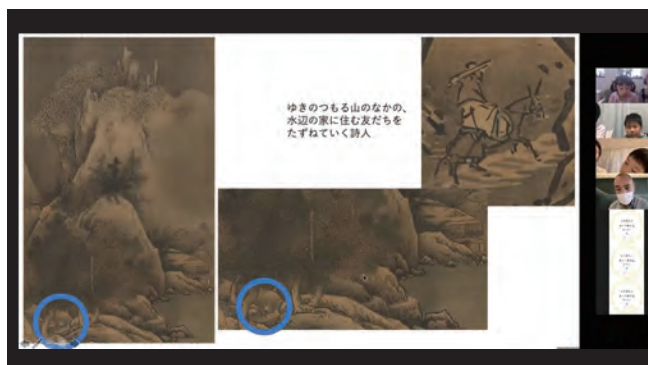 ゆきのつもる山のなかの、
水辺の家に住む友だちを
たずねていく詩人